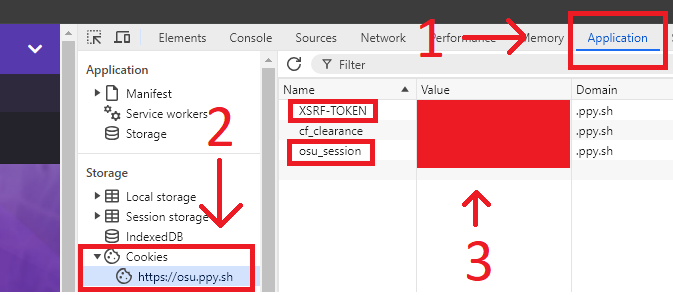 Elements Console Sources Network Performance Memory Application
1
Application
Manifest
Service workers
Storage
2
Storage
Local storage
Session storage
IndexedDB
Cookies
https://osu.ppy.sh
Filter
Name Value Domain
XSRF-TOKEN .ppy.sh
cf_clearance .ppy.sh
osu_session .ppy.sh
3